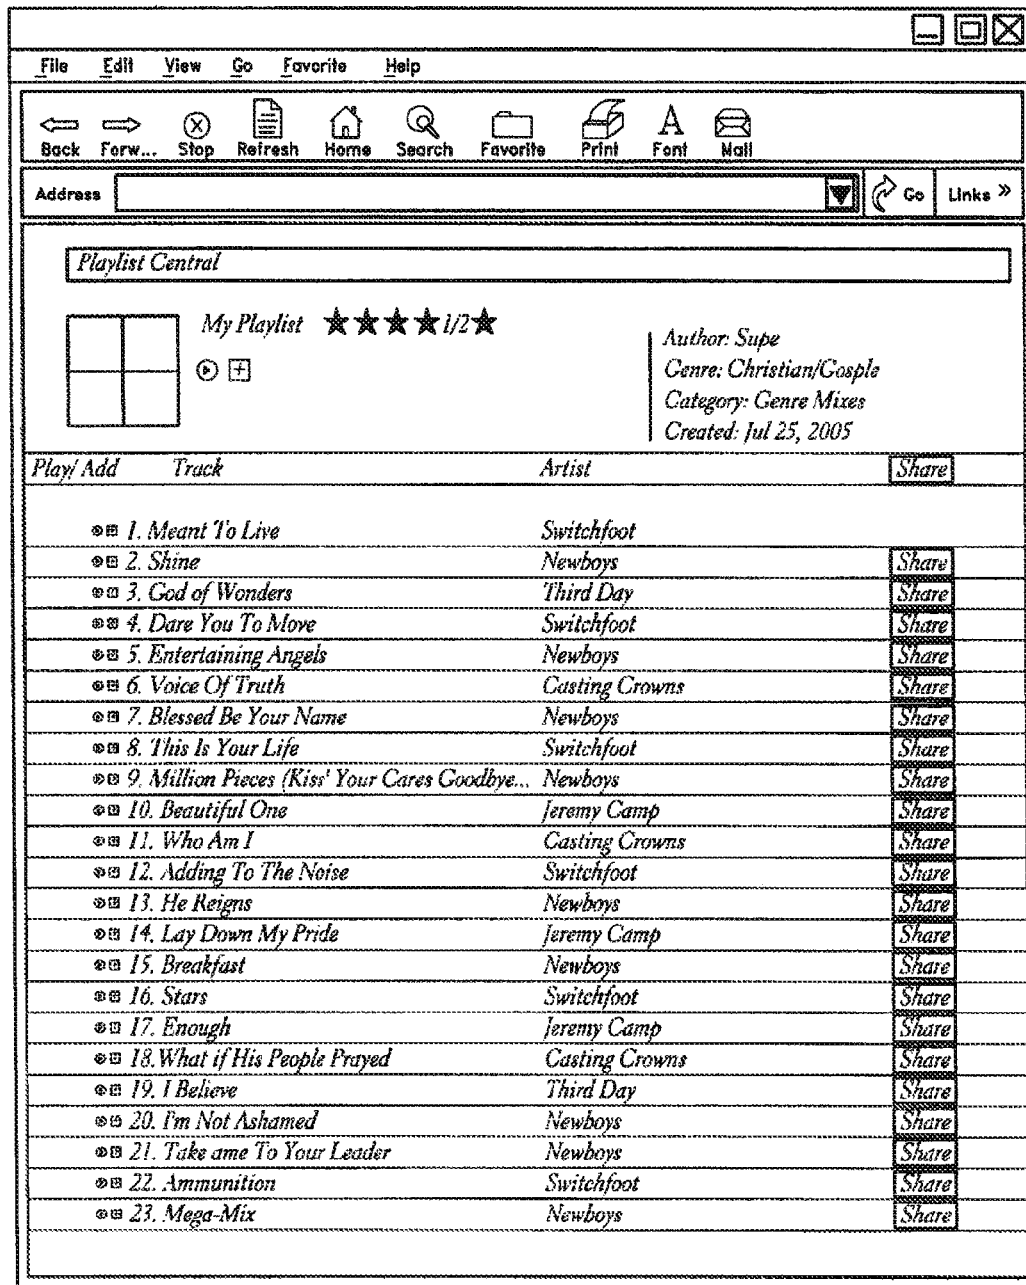 File Edit View Go Favorite Help
Back Forw... Stop Refresh Home Search Favorite Print Font Mail
Address Go Links »
Playlist Central
My Playlist ★★★★1/2★
Author: Supe
Genre: Christian/Gosple
Category: Genre Mixes
Created: Jul 25, 2005
Play/ Add Track Artist Share
1. Meant To Live Switchfoot
2. Shine Newboys Share
3. God of Wonders Third Day Share
4. Dare You To Move Switchfoot Share
5. Entertaining Angels Newboys Share
6. Voice Of Truth Casting Crowns Share
7. Blessed Be Your Name Newboys Share
8. This Is Your Life Switchfoot Share
9. Million Pieces (Kiss' Your Cares Goodbye... Newboys Share
10. Beautiful One Jeremy Camp Share
11. Who Am I Casting Crowns Share
12. Adding To The Noise Switchfoot Share
13. He Reigns Newboys Share
14. Lay Down My Pride Jeremy Camp Share
15. Breakfast Newboys Share
16. Stars Switchfoot Share
17. Enough Jeremy Camp Share
18. What if His People Prayed Casting Crowns Share
19. I Believe Third Day Share
20. I'm Not Ashamed Newboys Share
21. Take ame To Your Leader Newboys Share
22. Ammunition Switchfoot Share
23. Mega-Mix Newboys Share